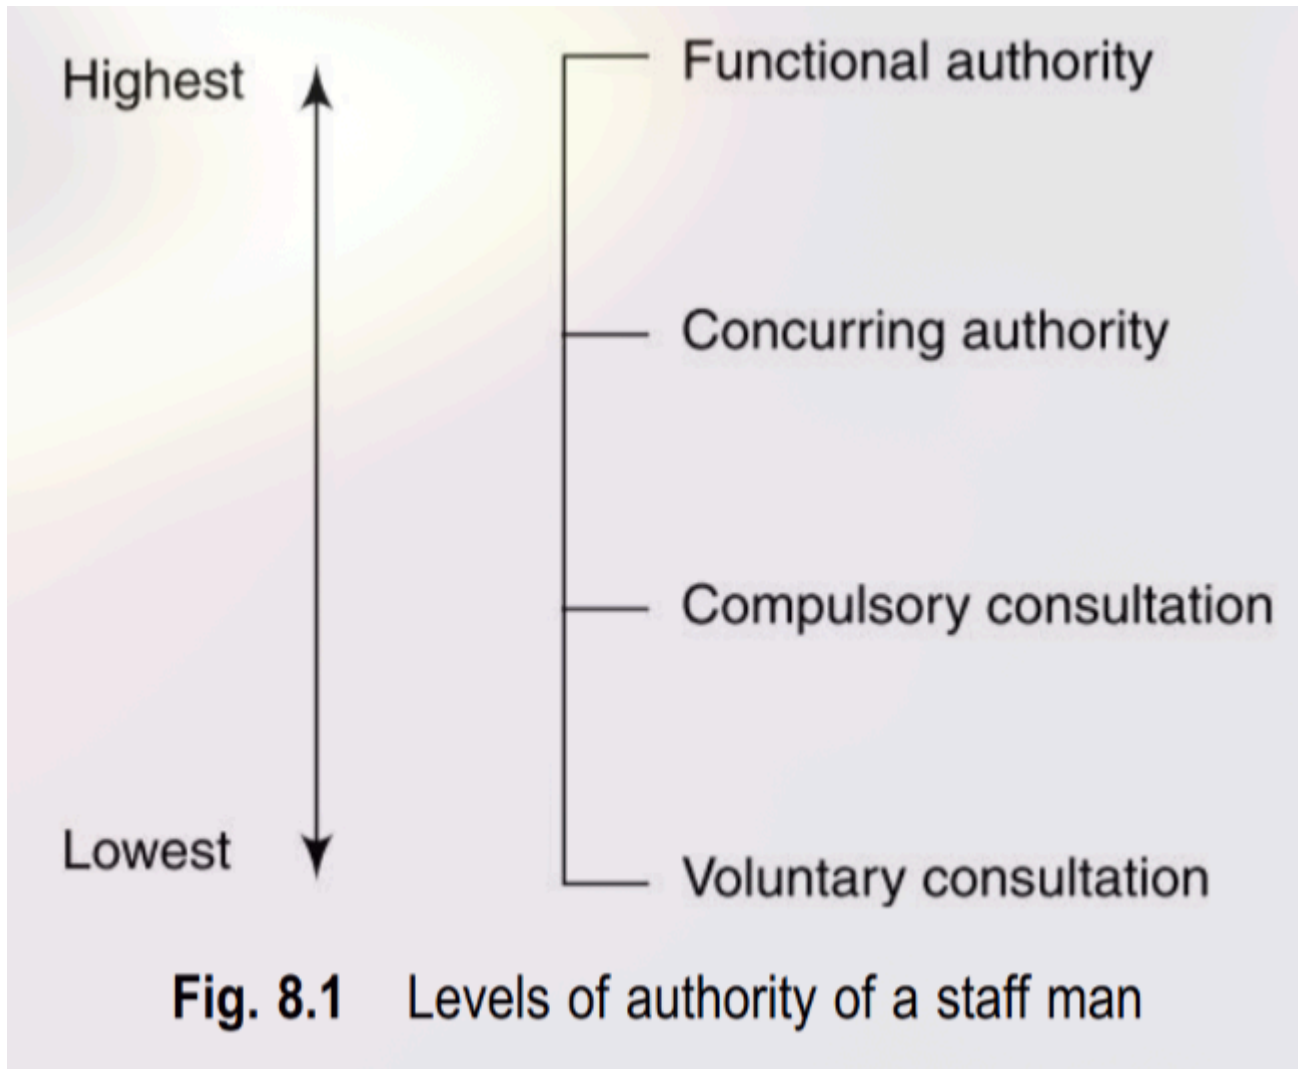 Highest
Functional authority
Concurring authority
Compulsory consultation
Lowest
Voluntary consultation
Fig. 8.1 Levels of authority of a staff man